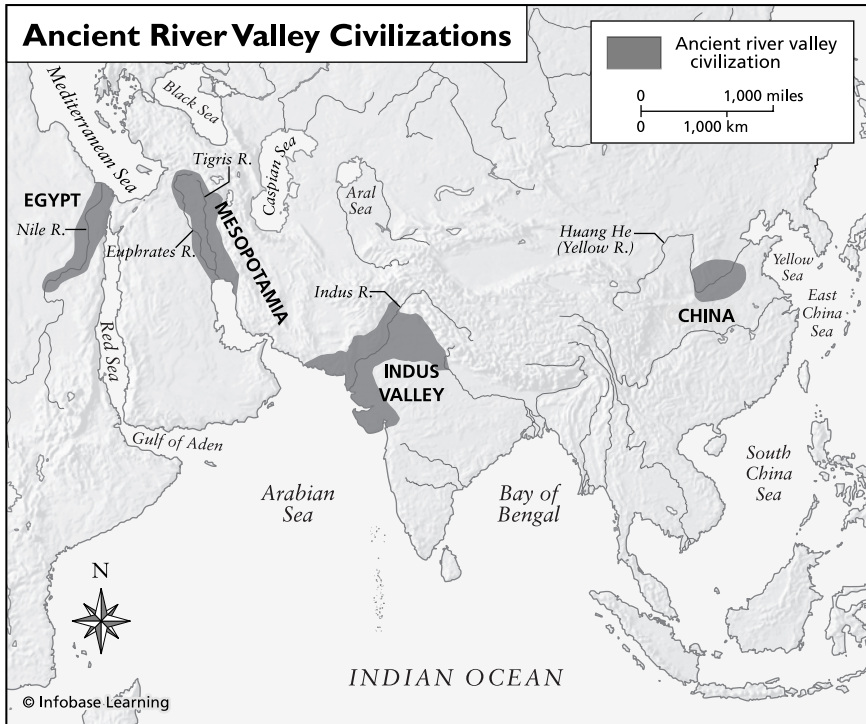 Ancient River Valley Civilizations
Ancient river valley
civilization
0 1,000 miles
0 1,000 km
Mediterranean Sea
Black Sea
Caspian Sea
Aral
Sea
Tigris R.
EGYPT
Nile R.
Euphrates R.
MESOPOTAMIA
Huang He
(Yellow R.)
Yellow
Sea
East
China
Sea
Indus R.
CHINA
Red Sea
INDUS
VALLEY
Gulf of Aden
Arabian
Sea
Bay of
Bengal
South
China
Sea
N
INDIAN OCEAN
© Infobase Learning